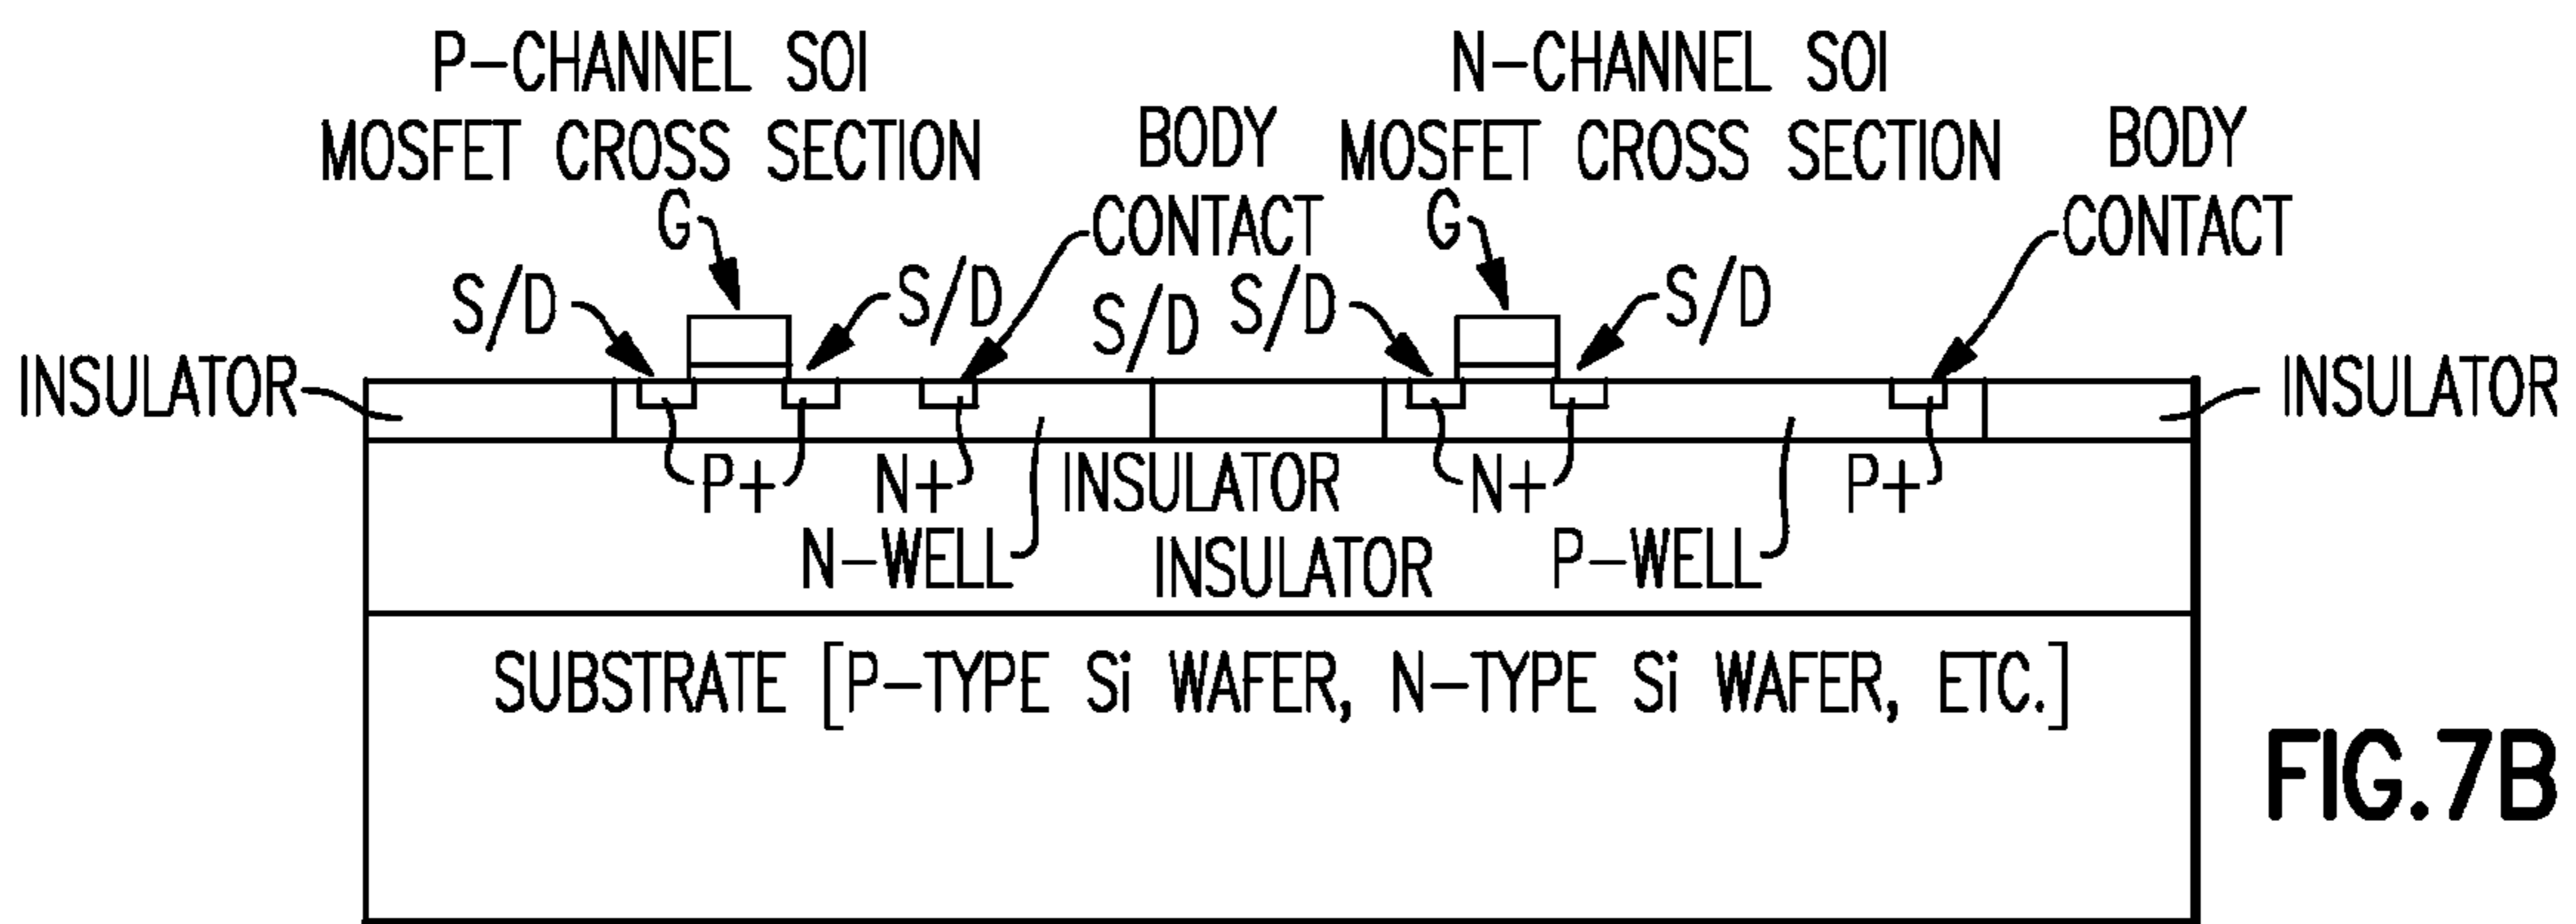 P-CHANNEL SOI
MOSFET CROSS SECTION
N-CHANNEL SOI
MOSFET CROSS SECTION
BODY
CONTACT
BODY
CONTACT
G
G
S/D
S/D
S/D
S/D
S/D
INSULATOR
INSULATOR
P+
N+
INSULATOR
N+
P+
N-WELL
INSULATOR
P-WELL
SUBSTRATE [P-TYPE Si WAFER, N-TYPE Si WAFER, ETC.]
FIG.7B